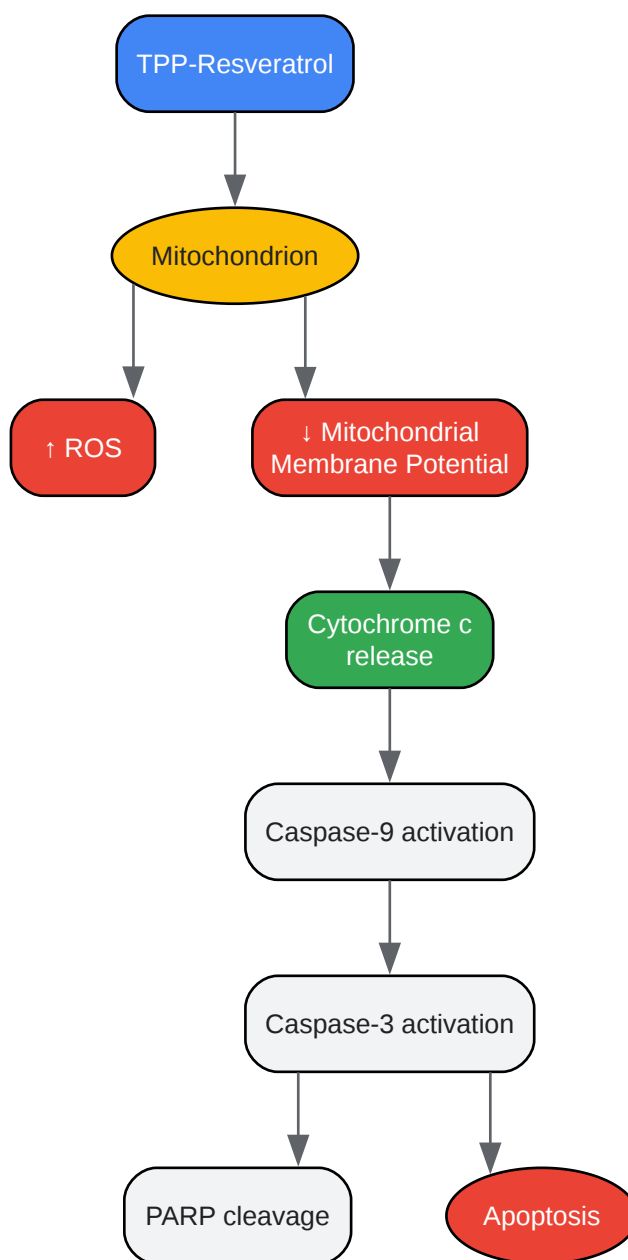 TPP-Resveratrol
Mitochondrion
↑ ROS
↓ Mitochondrial
Membrane Potential
Cytochrome c
release
Caspase-9 activation
Caspase-3 activation
PARP cleavage
Apoptosis